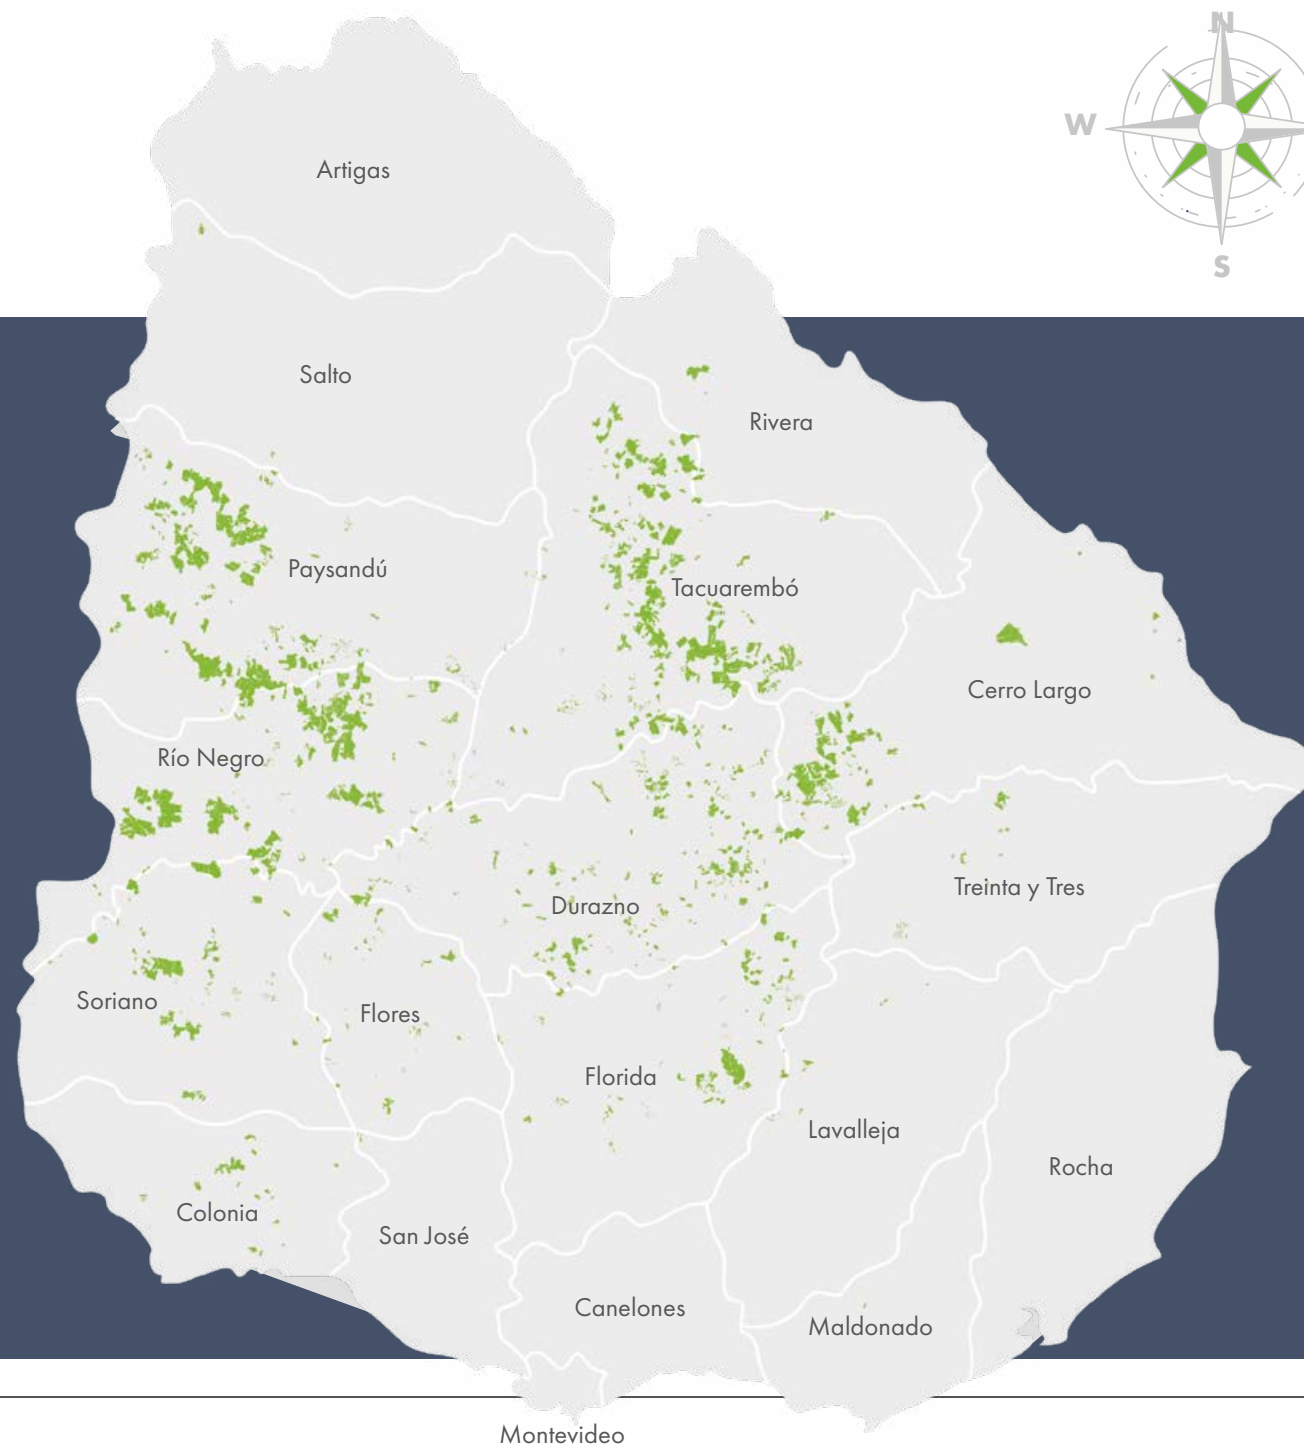 N
Artigas
W
S
Salto
Rivera
Paysandú
Tacuarembó
Cerro Largo
Río Negro
Treinta y Tres
Durazno
Soriano
Flores
Florida
Lavalleja
Rocha
Colonia
San José
Canelones
Maldonado
Montevideo